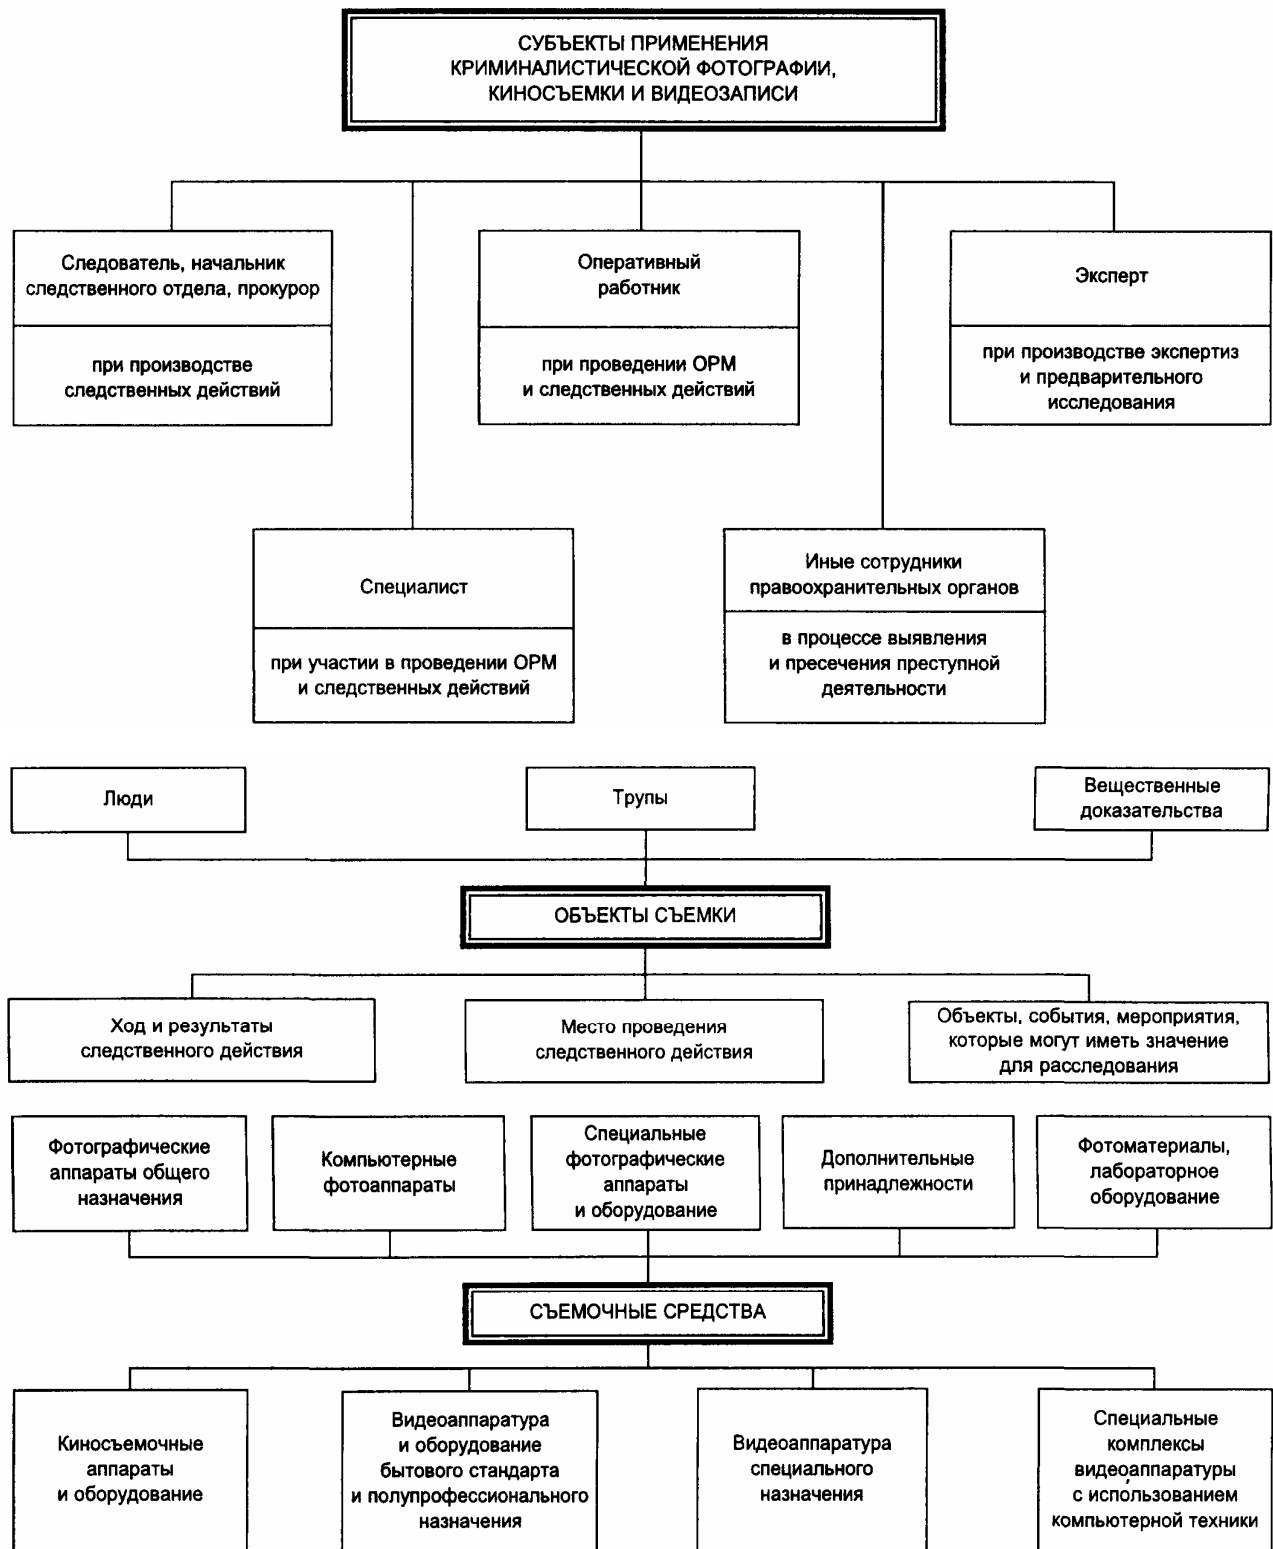 СУБЪЕКТЫ ПРИМЕНЕНИЯ
КРИМИНАЛИСТИЧЕСКОЙ ФОТОГРАФИИ,
КИНОСЪЕМКИ И ВИДЕОЗАПИСИ
Следователь, начальник
следственного отдела, прокурор
при производстве
следственных действий
Оперативный
работник
при проведении ОРМ
и следственных действий
Эксперт
при производстве экспертиз
и предварительного
исследования
Специалист
при участии в проведении ОРМ
и следственных действий
Иные сотрудники
правоохранительных органов
в процессе выявления
и пресечения преступной
деятельности
Люди
Трупы
Вещественные
доказательства
ОБЪЕКТЫ СЪЕМКИ
Ход и результаты
следственного действия
Место проведения
следственного действия
Объекты, события, мероприятия,
которые могут иметь значение
для расследования
Фотографические
аппараты общего
назначения
Компьютерные
фотоаппараты
Специальные
фотографические
аппараты
и оборудование
Дополнительные
принадлежности
Фотоматериалы,
лабораторное
оборудование
СЪЕМОЧНЫЕ СРЕДСТВА
Киносъемочные
аппараты
и оборудование
Видеоаппаратура
и оборудование
бытового стандарта
и полупрофессионального
назначения
Видеоаппаратура
специального
назначения
Специальные
комплексы
видеоаппаратуры
с использованием
компьютерной техники